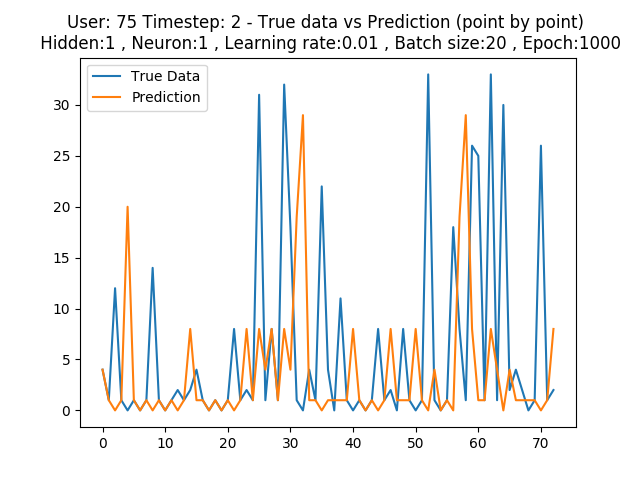 User: 75 Timestep: 2 - True data vs Prediction (point by point)
Hidden:1 , Neuron:1 , Learning rate:0.01 , Batch size:20 , Epoch:1000
True Data
Prediction
30
25
20
15
10
5
0
0 10 20 30 40 50 60 70